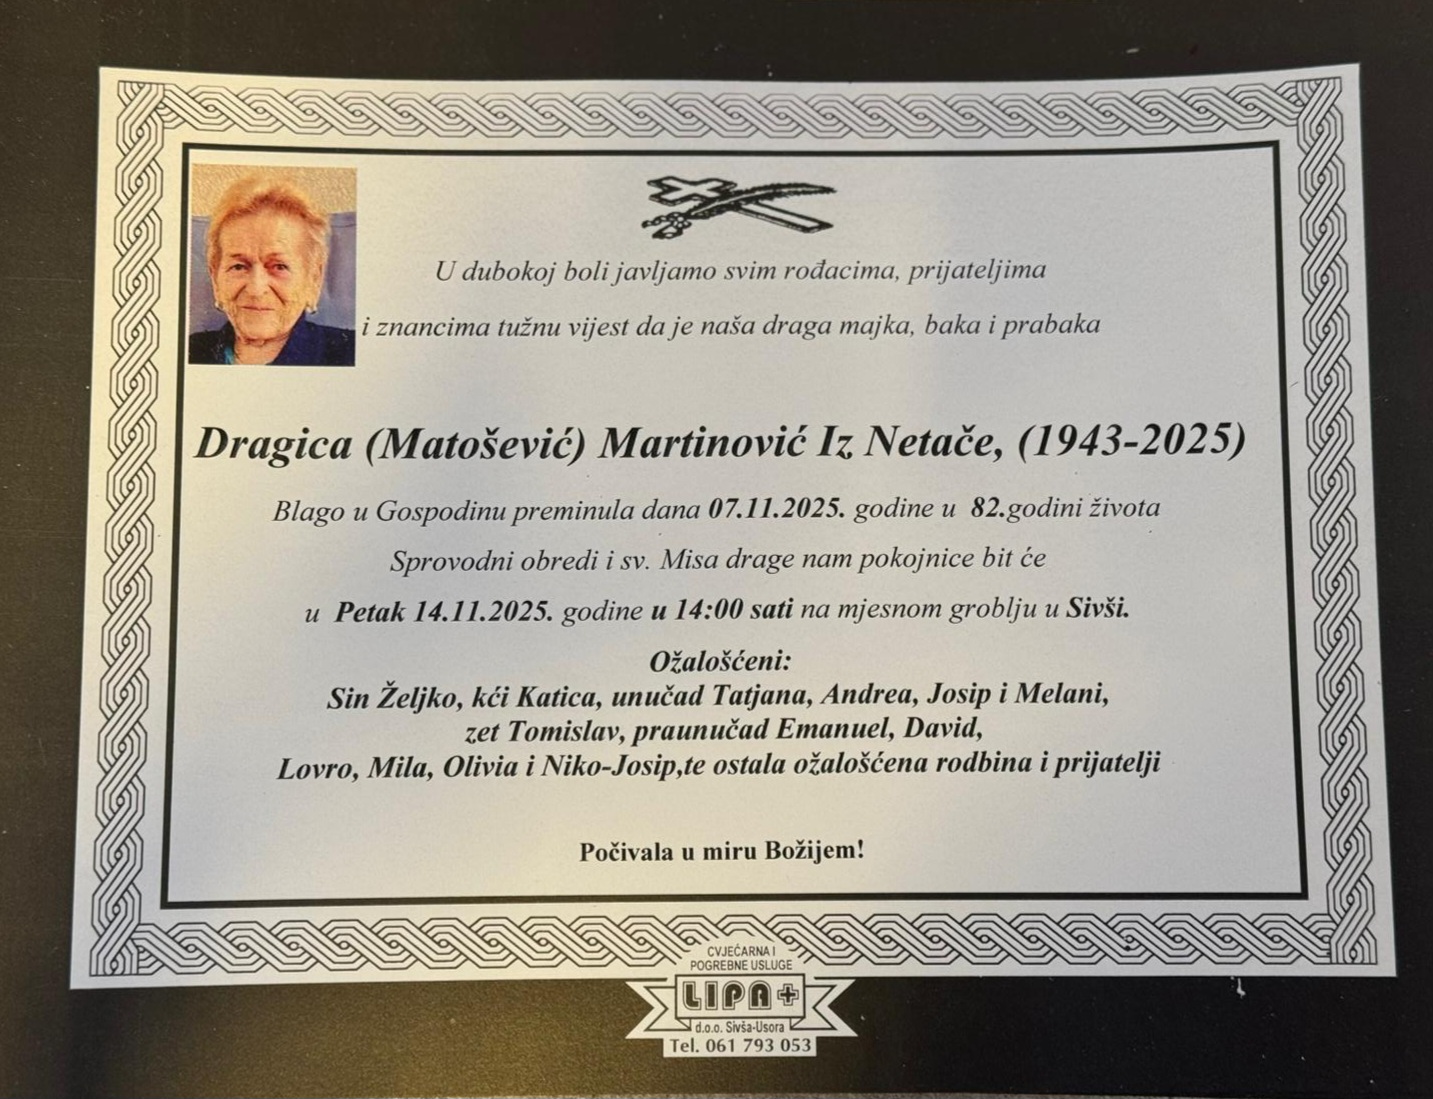 U dubokoj boli javljamo svim rođacima, prijateljima
i znancima tužnu vijest da je naša draga majka, baka i prabaka
Dragica (Matošević) Martinović Iz Netače, (1943-2025)
Blago u Gospodinu preminula dana 07.11.2025. godine u 82.godini života
Sprovodni obredi i sv. Misa drage nam pokojnice bit će
u Petak 14.11.2025. godine u 14:00 sati na mjesnom groblju u Sivši.
Ožalošćeni:
Sin Željko, kći Katica, unučad Tatjana, Andrea, Josip i Melani,
zet Tomislav, praunučad Emanuel, David,
Lovro, Mila, Olivia i Niko-Josip,te ostala ožalošćena rodbina i prijatelji
Počivala u miru Božijem!
CVJEĆARNA I
POGREBNE USLUGE
LIPA+
d.o.o. Sivša-Usora
Tel. 061 793 053